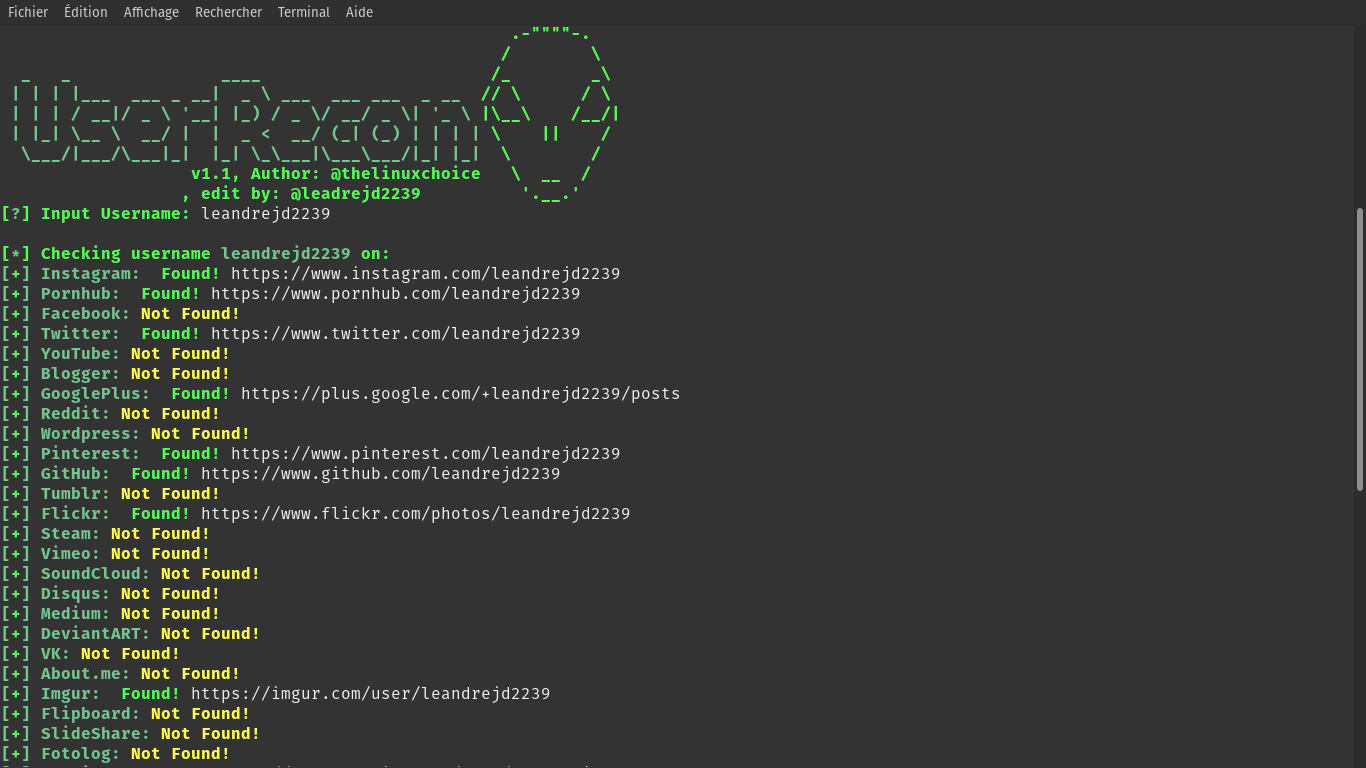 Fichier Édition Affichage Rechercher Terminal Aide
UserRecon
v1.1, Author: @thelinuxchoice
, edit by: @leadrejd2239
[?] Input Username: leandrejd2239
[*] Checking username leandrejd2239 on:
[+] Instagram: Found! https://www.instagram.com/leandrejd2239
[+] Pornhub: Found! https://www.pornhub.com/leandrejd2239
[+] Facebook: Not Found!
[+] Twitter: Found! https://www.twitter.com/leandrejd2239
[+] YouTube: Not Found!
[+] Blogger: Not Found!
[+] GooglePlus: Found! https://plus.google.com/+leandrejd2239/posts
[+] Reddit: Not Found!
[+] Wordpress: Not Found!
[+] Pinterest: Found! https://www.pinterest.com/leandrejd2239
[+] GitHub: Found! https://www.github.com/leandrejd2239
[+] Tumblr: Not Found!
[+] Flickr: Found! https://www.flickr.com/photos/leandrejd2239
[+] Steam: Not Found!
[+] Vimeo: Not Found!
[+] SoundCloud: Not Found!
[+] Disqus: Not Found!
[+] Medium: Not Found!
[+] DeviantART: Not Found!
[+] VK: Not Found!
[+] About.me: Not Found!
[+] Imgur: Found! https://imgur.com/user/leandrejd2239
[+] Flipboard: Not Found!
[+] SlideShare: Not Found!
[+] Fotolog: Not Found!